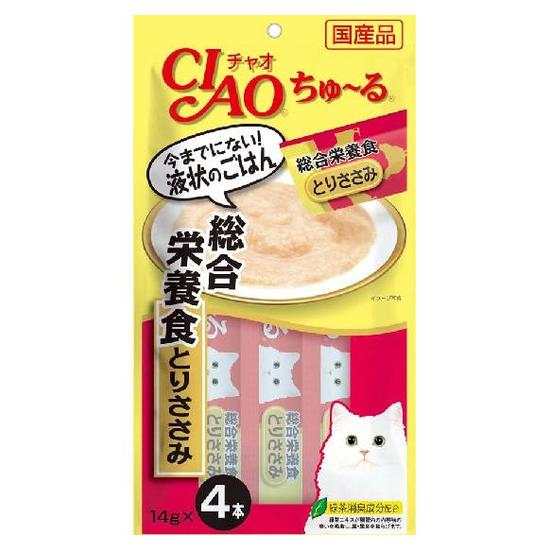 国産品
チャオ
CIAO ちゅ〜る®
今までにない!
液状のごはん
総合栄養食
とりささみ
総合
栄養食とりささみ
イメージ写真
総合栄養食
とりささみ
総合栄養食
とりささみ
14g×4本
緑茶消臭成分配合